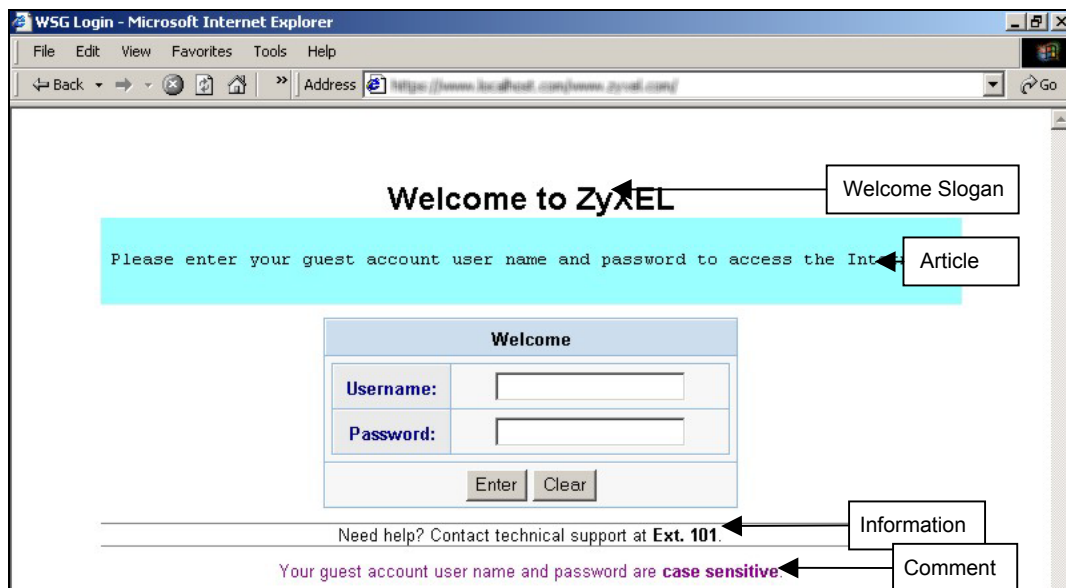 WSG Login - Microsoft Internet Explorer
File Edit View Favorites Tools Help
Back » Address Go
Welcome to ZyXEL
Welcome Slogan
Please enter your guest account user name and password to access the
Article
Welcome
Username:
Password:
Enter Clear
Need help? Contact technical support at Ext. 101.
Information
Your guest account user name and password are case sensitive.
Comment